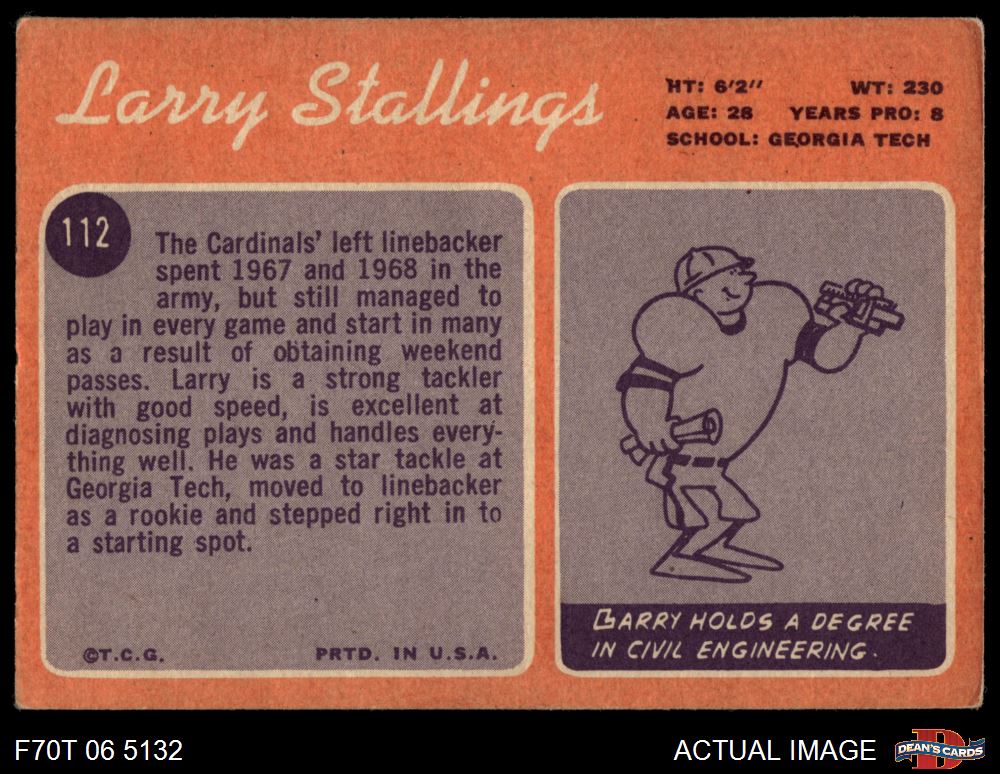 Larry Stallings
HT: 6'2" WT: 230
AGE: 28 YEARS PRO: 8
SCHOOL: GEORGIA TECH
112
The Cardinals' left linebacker
spent 1967 and 1968 in the
army, but still managed to
play in every game and start in many
as a result of obtaining weekend
passes. Larry is a strong tackler
with good speed, is excellent at
diagnosing plays and handles every-
thing well. He was a star tackle at
Georgia Tech, moved to linebacker
as a rookie and stepped right in to
a starting spot.
©T.C.G. PRTD. IN U.S.A.
LARRY HOLDS A DEGREE
IN CIVIL ENGINEERING.
F70T 06 5132
ACTUAL IMAGE
DEAN'S CARDS